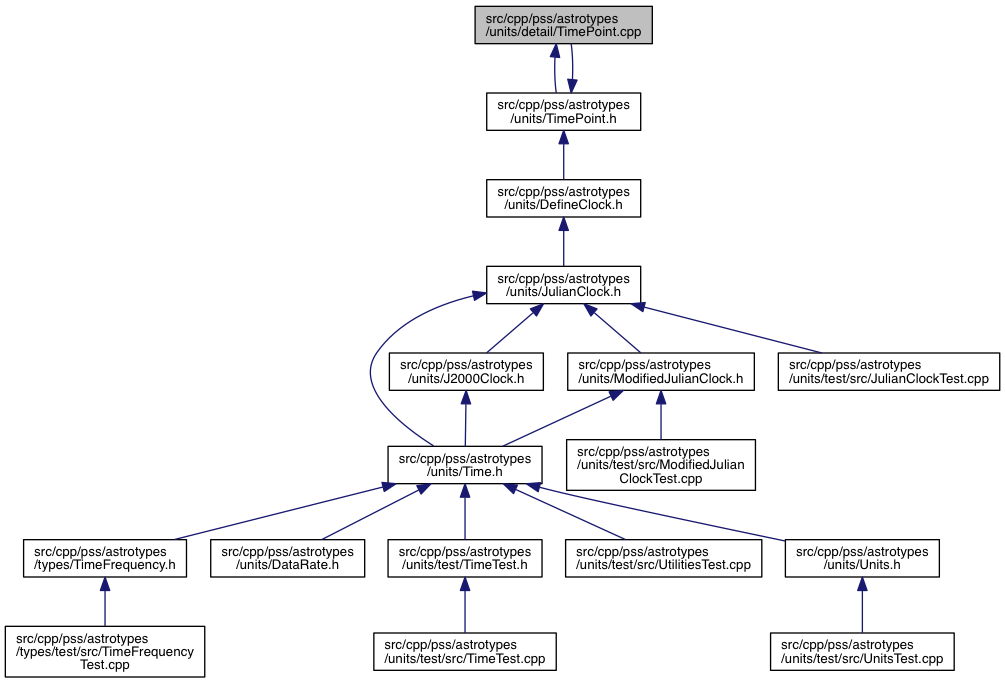 src/cpp/pss/astrotypes
/units/detail/TimePoint.cpp
src/cpp/pss/astrotypes
/units/TimePoint.h
src/cpp/pss/astrotypes
/units/DefineClock.h
src/cpp/pss/astrotypes
/units/JulianClock.h
src/cpp/pss/astrotypes
/units/J2000Clock.h
src/cpp/pss/astrotypes
/units/ModifiedJulianClock.h
src/cpp/pss/astrotypes
/units/test/src/JulianClockTest.cpp
src/cpp/pss/astrotypes
/units/Time.h
src/cpp/pss/astrotypes
/units/test/src/ModifiedJulian
ClockTest.cpp
src/cpp/pss/astrotypes
/types/TimeFrequency.h
src/cpp/pss/astrotypes
/units/DataRate.h
src/cpp/pss/astrotypes
/units/test/TimeTest.h
src/cpp/pss/astrotypes
/units/test/src/UtilitiesTest.cpp
src/cpp/pss/astrotypes
/units/Units.h
src/cpp/pss/astrotypes
/types/test/src/TimeFrequency
Test.cpp
src/cpp/pss/astrotypes
/units/test/src/TimeTest.cpp
src/cpp/pss/astrotypes
/units/test/src/UnitsTest.cpp